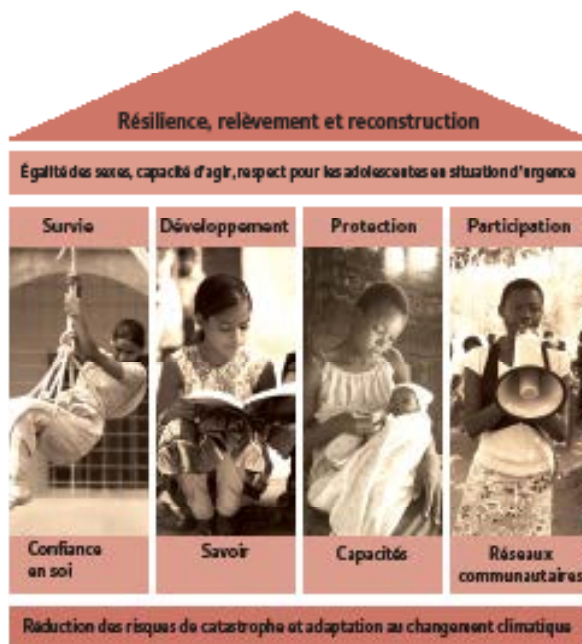 Résilience, relèvement et reconstruction
Égalité des sexes, capacité d'agir, respect pour les adolescentes en situation d'urgence
Survie
Développement
Protection
Participation
Confiance
en soi
Savoir
Capacités
Réseaux
communautaires
Réduction des risques de catastrophe et adaptation au changement climatique